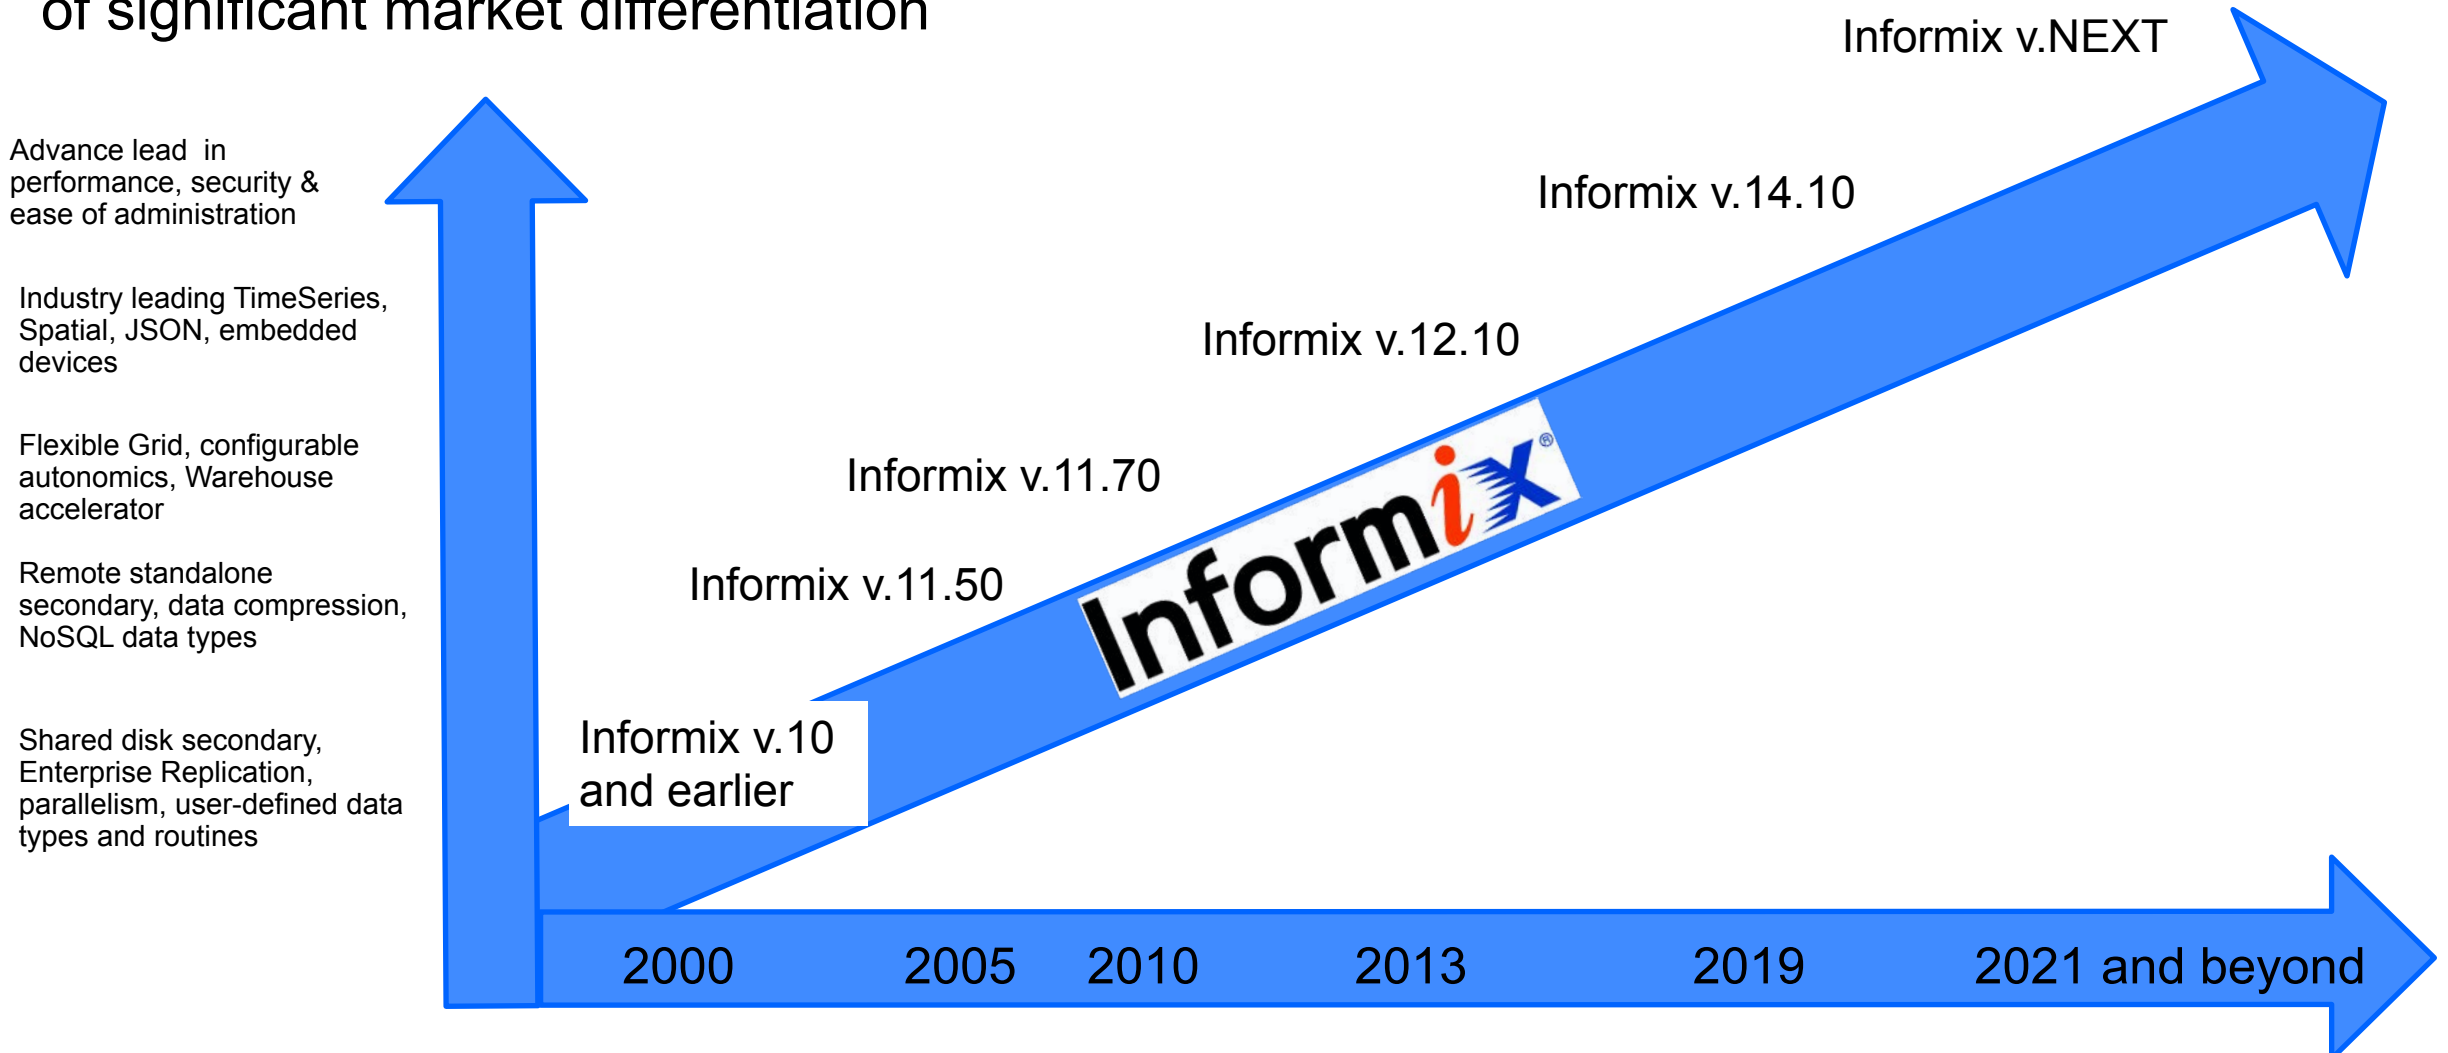 of significant market differentiation
Informix v.NEXT
Advance lead in
performance, security &
ease of administration
Informix v.14.10
Industry leading TimeSeries,
Spatial, JSON, embedded
devices
Informix v.12.10
Flexible Grid, configurable
autonomics, Warehouse
accelerator
Informix v.11.70
Informix®
Remote standalone
secondary, data compression,
NoSQL data types
Informix v.11.50
Shared disk secondary,
Enterprise Replication,
parallelism, user-defined data
types and routines
Informix v.10
and earlier
2000 2005 2010 2013 2019 2021 and beyond